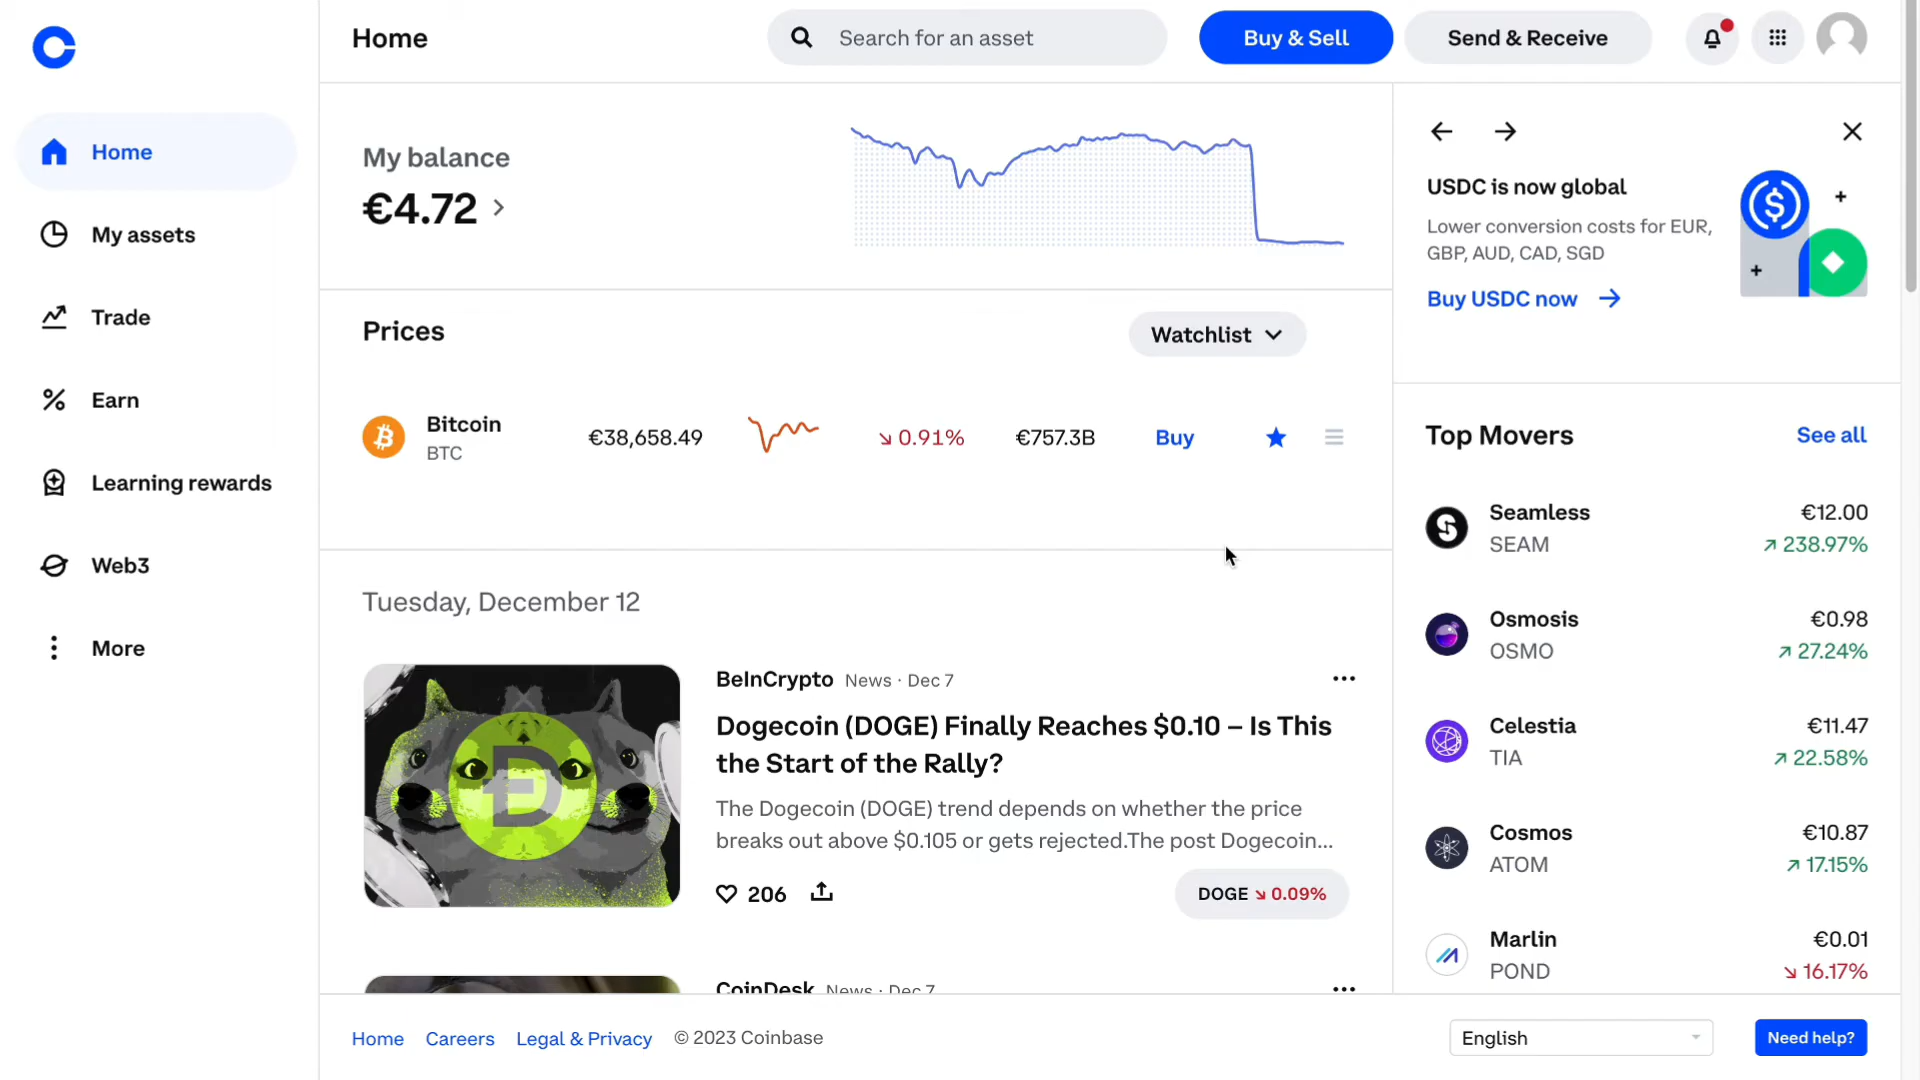 Home
Search for an asset
Buy & Sell
Send & Receive
Home
My assets
Trade
Earn
Learning rewards
Web3
More
My balance
€4.72
Prices
Watchlist
Bitcoin
BTC
€38,658.49
↘ 0.91%
€757.3B
Buy
Tuesday, December 12
BeInCrypto News · Dec 7
Dogecoin (DOGE) Finally Reaches $0.10 – Is This
the Start of the Rally?
The Dogecoin (DOGE) trend depends on whether the price
breaks out above $0.105 or gets rejected.The post Dogecoin...
206
DOGE ↘ 0.09%
CoinDesk News · Dec 7
USDC is now global
Lower conversion costs for EUR,
GBP, AUD, CAD, SGD
Buy USDC now
Top Movers
See all
Seamless
€12.00
SEAM
↗ 238.97%
Osmosis
€0.98
OSMO
↗ 27.24%
Celestia
€11.47
TIA
↗ 22.58%
Cosmos
€10.87
ATOM
↗ 17.15%
Marlin
€0.01
POND
↘ 16.17%
Home
Careers
Legal & Privacy
© 2023 Coinbase
English
Need help?